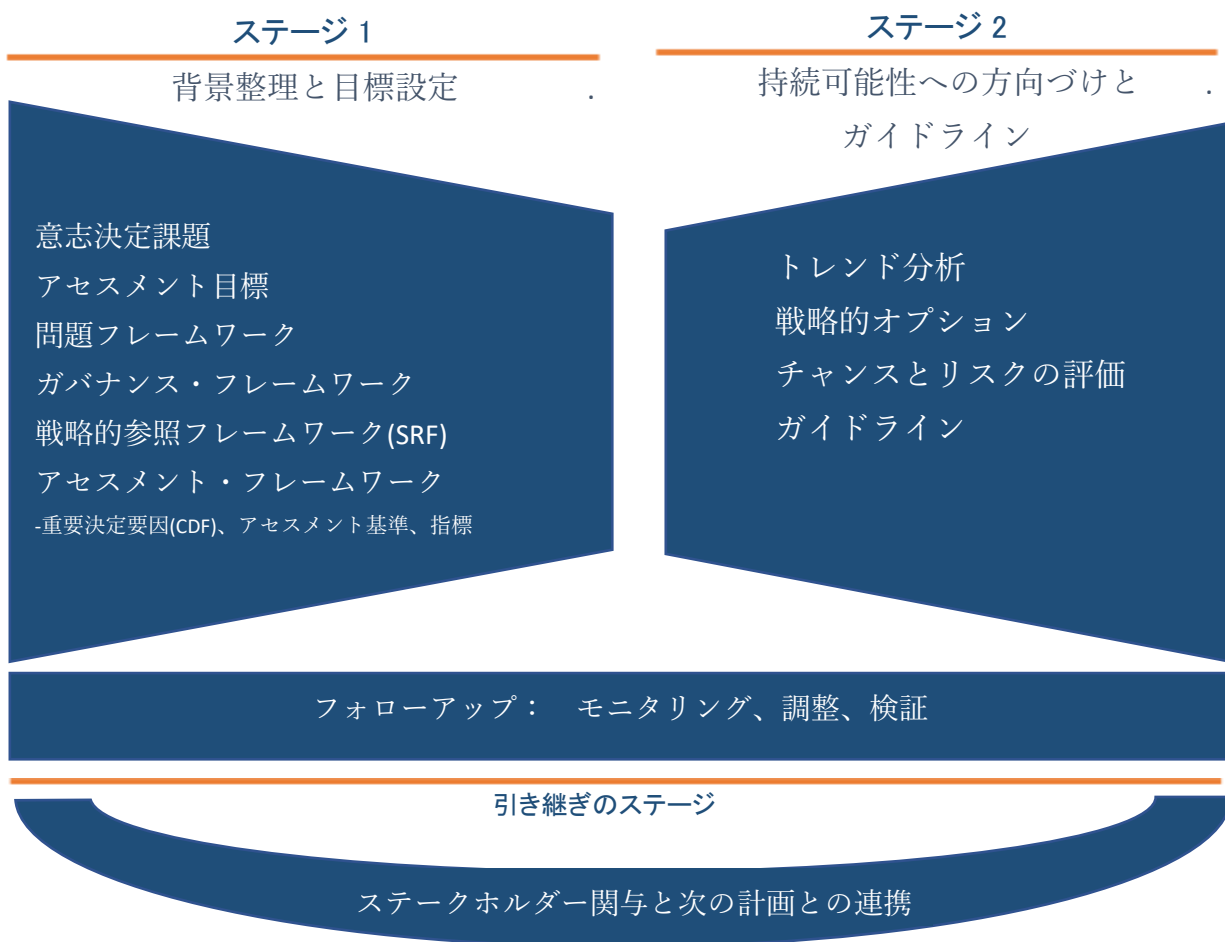 ステージ 1
背景整理と目標設定 .
意志決定課題
アセスメント目標
問題フレームワーク
ガバナンス・フレームワーク
戦略的参照フレームワーク(SRF)
アセスメント・フレームワーク
-重要決定要因(CDF)、アセスメント基準、指標
ステージ 2
持続可能性への方向づけと .
ガイドライン
トレンド分析
戦略的オプション
チャンスとリスクの評価
ガイドライン
フォローアップ： モニタリング、調整、検証
引き継ぎのステージ
ステークホルダー関与と次の計画との連携